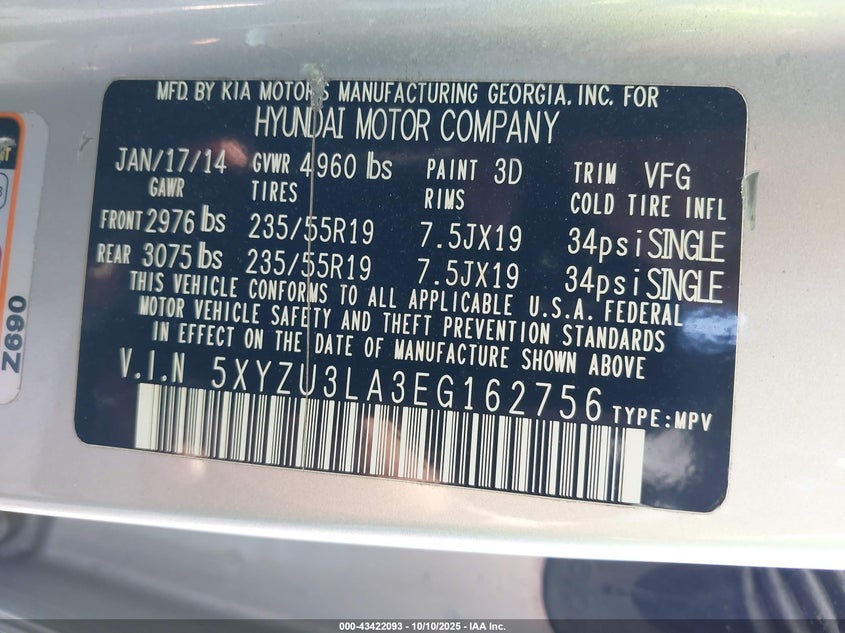 MFD. BY KIA MOTORS MANUFACTURING GEORGIA, INC. FOR
HYUNDAI MOTOR COMPANY
JAN/17/14 GVWR 4960 lbs PAINT 3D TRIM VFG
GAWR TIRES RIMS COLD TIRE INFL
FRONT 2976 lbs 235/55R19 7.5JX19 34psi SINGLE
REAR 3075 lbs 235/55R19 7.5JX19 34psi SINGLE
THIS VEHICLE CONFORMS TO ALL APPLICABLE U.S.A. FEDERAL
MOTOR VEHICLE SAFETY AND THEFT PREVENTION STANDARDS
IN EFFECT ON THE DATE OF MANUFACTURE SHOWN ABOVE
V.I.N 5XYZU3LA3EG162756 TYPE:MPV
Z690
000-43422093 - 10/10/2025 - IAA Inc.